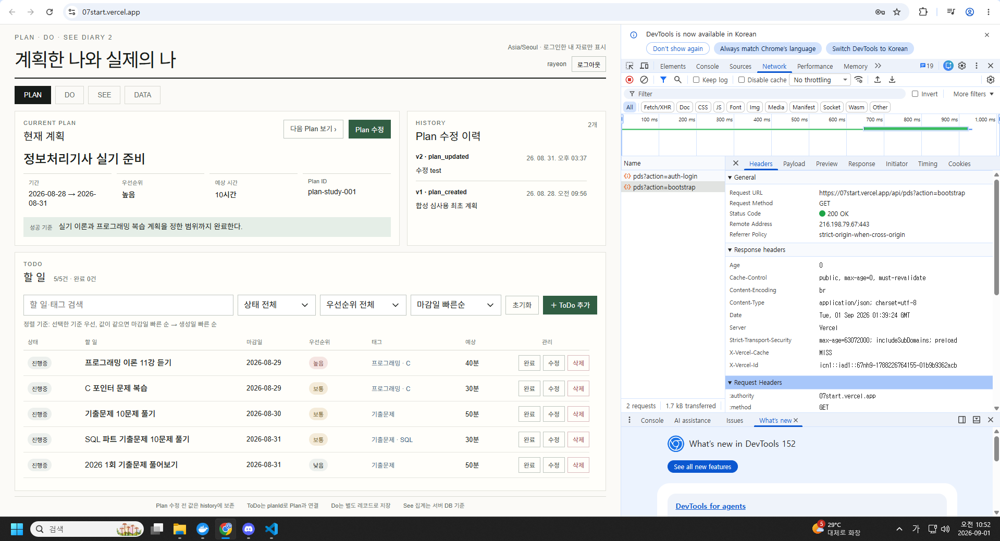 07start.vercel.app
PLAN · DO · SEE DIARY 2
계획한 나와 실제의 나
Asia/Seoul · 로그인한 내 자료만 표시
rayeon 로그아웃
PLAN DO SEE DATA
CURRENT PLAN
현재 계획
다음 Plan 보기 › Plan 수정
정보처리기사 실기 준비
기간
2026-08-28 → 2026-08-31
우선순위
높음
예상 시간
10시간
Plan ID
plan-study-001
성공 기준 실기 이론과 프로그래밍 복습 계획을 정한 범위까지 완료한다.
HISTORY
Plan 수정 이력
2개
v2 · plan_updated 26. 08. 31. 오후 03:37
수정 test
v1 · plan_created 26. 08. 28. 오전 09:56
합성 심사용 최초 계획
TODO
할 일 5/5건 · 완료 0건
할 일·태그 검색 상태 전체 우선순위 전체 마감일 빠른순 초기화 + ToDo 추가
정렬 기준: 선택한 기준 우선, 값이 같으면 마감일 빠른 순 → 생성일 빠른 순
상태 할 일 마감일 우선순위 태그 예상 관리
진행중 프로그래밍 이론 11강 듣기 2026-08-29 높음 프로그래밍 · C 40분 완료 수정 삭제
진행중 C 포인터 문제 복습 2026-08-29 보통 프로그래밍 · C 30분 완료 수정 삭제
진행중 기출문제 10문제 풀기 2026-08-30 보통 기출문제 50분 완료 수정 삭제
진행중 SQL 파트 기출문제 10문제 풀기 2026-08-31 보통 기출문제 · SQL 30분 완료 수정 삭제
진행중 2026 1회 기출문제 풀어보기 2026-08-31 낮음 기출문제 50분 완료 수정 삭제
Plan 수정 전 값은 history에 보존 ToDo는 planId로 Plan과 연결 Do는 별도 레코드로 저장 See 집계는 서버 DB 기준
DevTools is now available in Korean
Don't show again Always match Chrome's language Switch DevTools to Korean
Elements Console Sources Network Performance Memory 19
Keep log Disable cache No throttling
Filter Invert More filters
All Fetch/XHR Doc CSS JS Font Img Media Manifest Socket Wasm Other
100 ms 200 ms 300 ms 400 ms 500 ms 600 ms 700 ms 800 ms 900 ms 1,000 ms
Name
pds?action=auth-login
pds?action=bootstrap
2 requests 1.7 kB transferred
Headers Payload Preview Response Initiator Timing Cookies
General
Request URL https://07start.vercel.app/api/pds?action=bootstrap
Request Method GET
Status Code 200 OK
Remote Address 216.198.79.67:443
Referrer Policy strict-origin-when-cross-origin
Response headers
Age 0
Cache-Control public, max-age=0, must-revalidate
Content-Encoding br
Content-Type application/json; charset=utf-8
Date Tue, 01 Sep 2026 01:39:24 GMT
Server Vercel
Strict-Transport-Security max-age=63072000; includeSubDomains; preload
X-Vercel-Cache MISS
X-Vercel-Id icn1::iad1::67nh9-1788226764155-01b9b9362acb
Request Headers
:authority 07start.vercel.app
:method GET
Console AI assistance Issues What's new
What's new in DevTools 152
See all new features
DevTools for agents
검색
5 29°C
대체로 화창
가
오전 10:52
2026-09-01